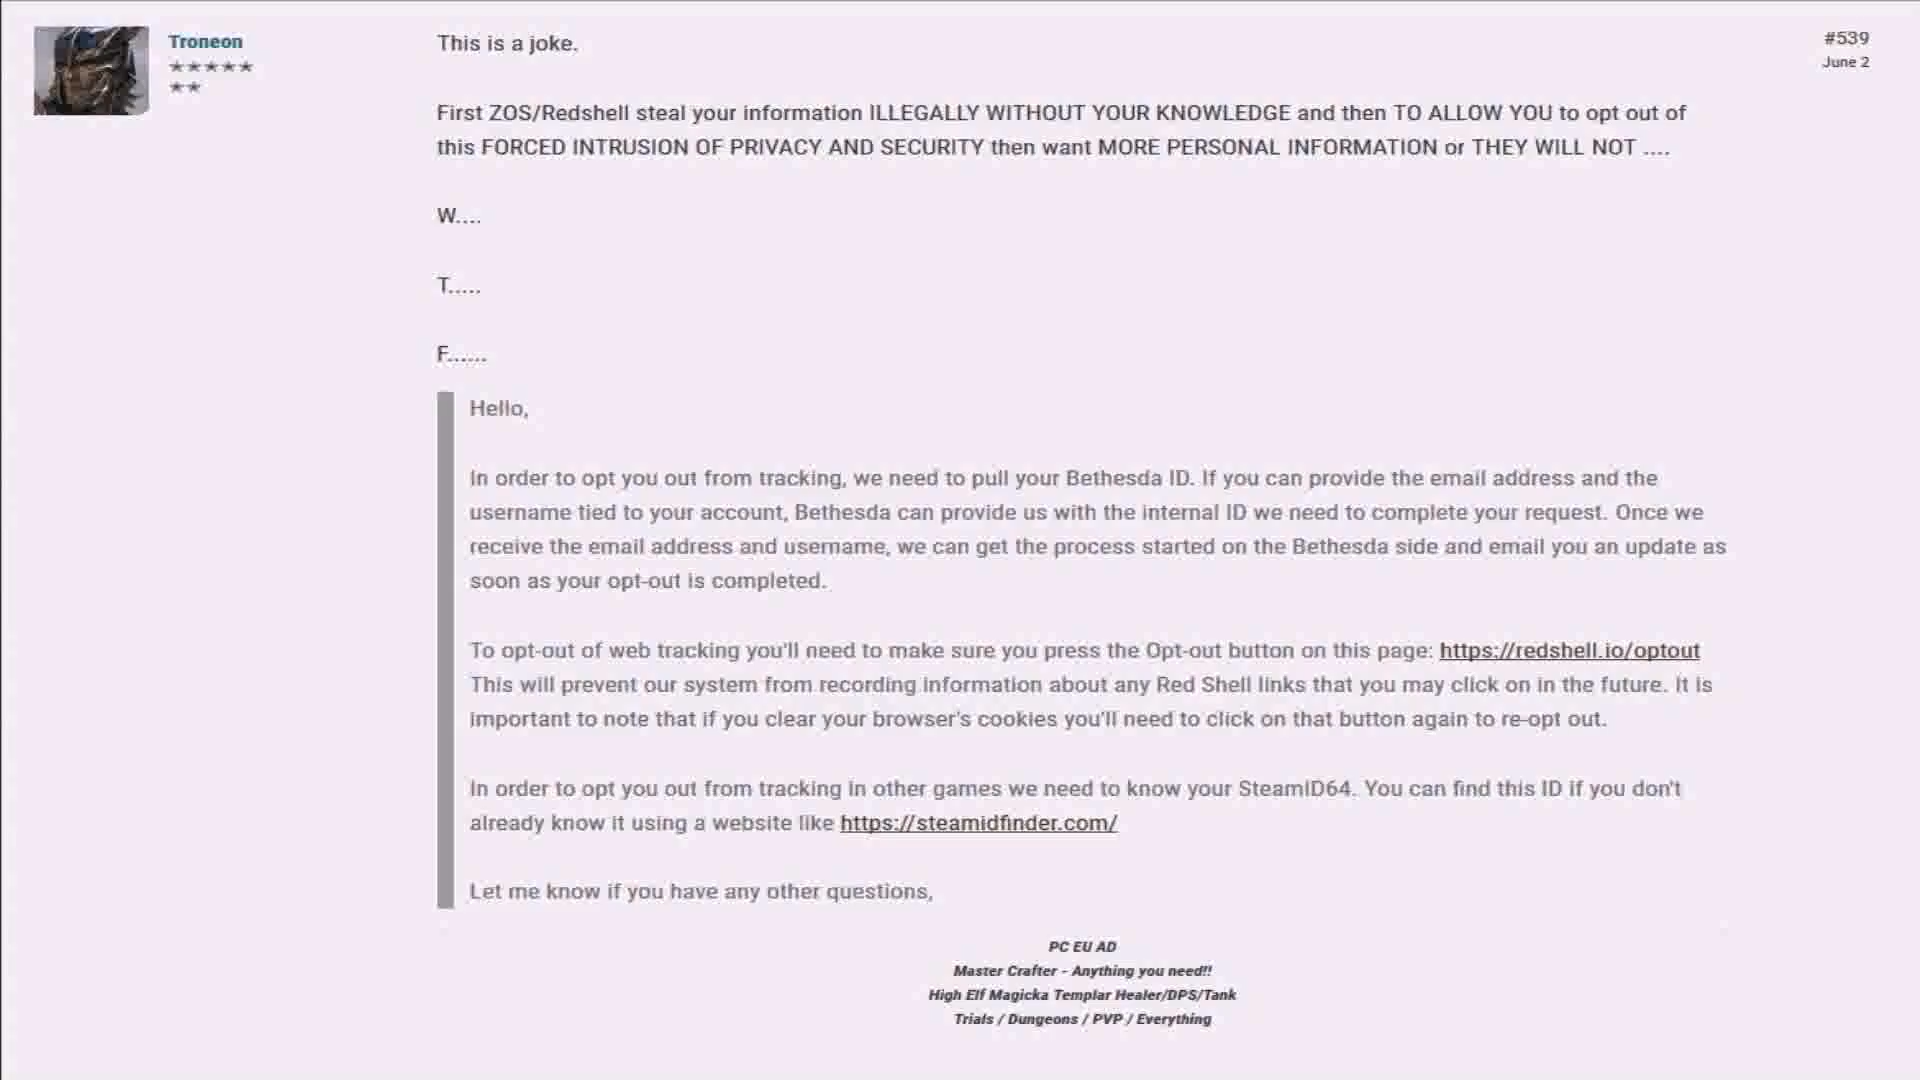 Troneon
★★★★★
★★
This is a joke.
#539
June 2
First ZOS/Redshell steal your information ILLEGALLY WITHOUT YOUR KNOWLEDGE and then TO ALLOW YOU to opt out of
this FORCED INTRUSION OF PRIVACY AND SECURITY then want MORE PERSONAL INFORMATION or THEY WILL NOT ....
W....
T.....
F......
Hello,
In order to opt you out from tracking, we need to pull your Bethesda ID. If you can provide the email address and the
username tied to your account, Bethesda can provide us with the internal ID we need to complete your request. Once we
receive the email address and username, we can get the process started on the Bethesda side and email you an update as
soon as your opt-out is completed.
To opt-out of web tracking you'll need to make sure you press the Opt-out button on this page: https://redshell.io/optout
This will prevent our system from recording information about any Red Shell links that you may click on in the future. It is
important to note that if you clear your browser's cookies you'll need to click on that button again to re-opt out.
In order to opt you out from tracking in other games we need to know your SteamID64. You can find this ID if you don't
already know it using a website like https://steamidfinder.com/
Let me know if you have any other questions,
PC EU AD
Master Crafter - Anything you need!!
High Elf Magicka Templar Healer/DPS/Tank
Trials / Dungeons / PVP / Everything